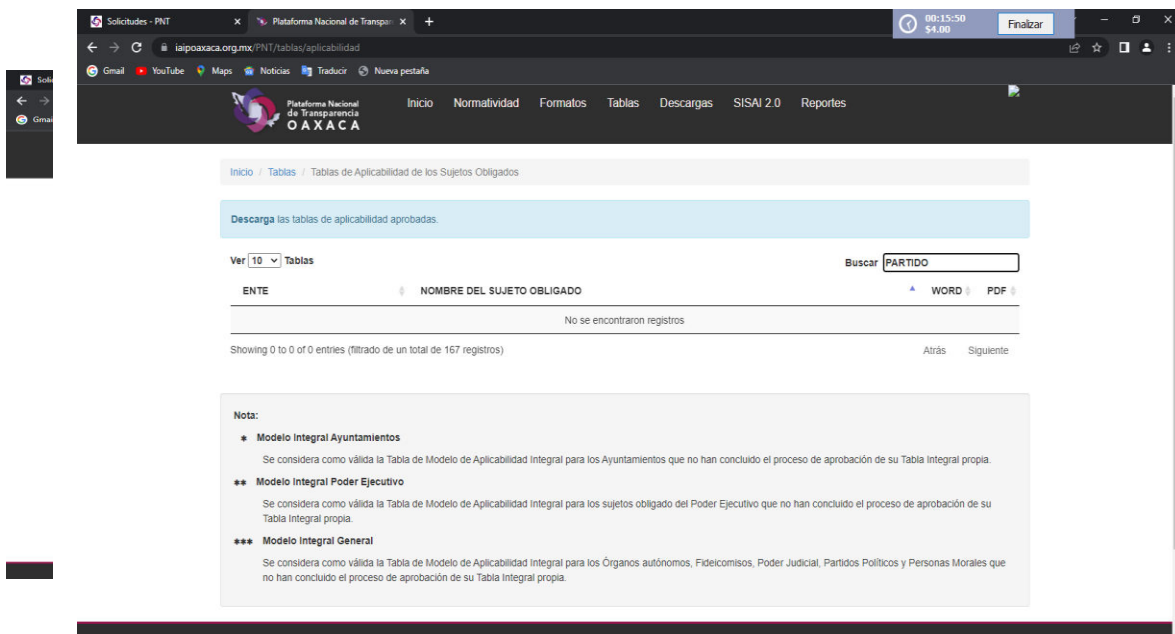 Solicitudes - PNT
Plataforma Nacional de Transpar
00:15:50
$4.00
Finalizar
iaipoaxaca.org.mx/PNT/tablas/aplicabilidad
Gmail YouTube Maps Noticias Traducir Nueva pestaña
Plataforma Nacional
de Transparencia
OAXACA
Inicio Normatividad Formatos Tablas Descargas SISAI 2.0 Reportes
Inicio / Tablas / Tablas de Aplicabilidad de los Sujetos Obligados
Descarga las tablas de aplicabilidad aprobadas.
Ver 10 Tablas
Buscar PARTIDO
ENTE NOMBRE DEL SUJETO OBLIGADO WORD PDF
No se encontraron registros
Showing 0 to 0 of 0 entries (filtrado de un total de 167 registros)
Atrás Siguiente
Nota:
* Modelo Integral Ayuntamientos
Se considera como válida la Tabla de Modelo de Aplicabilidad Integral para los Ayuntamientos que no han concluido el proceso de aprobación de su Tabla Integral propia.
** Modelo Integral Poder Ejecutivo
Se considera como válida la Tabla de Modelo de Aplicabilidad Integral para los sujetos obligado del Poder Ejecutivo que no han concluido el proceso de aprobación de su
Tabla Integral propia.
*** Modelo Integral General
Se considera como válida la Tabla de Modelo de Aplicabilidad Integral para los Órganos autónomos, Fideicomisos, Poder Judicial, Partidos Políticos y Personas Morales que
no han concluido el proceso de aprobación de su Tabla Integral propia.